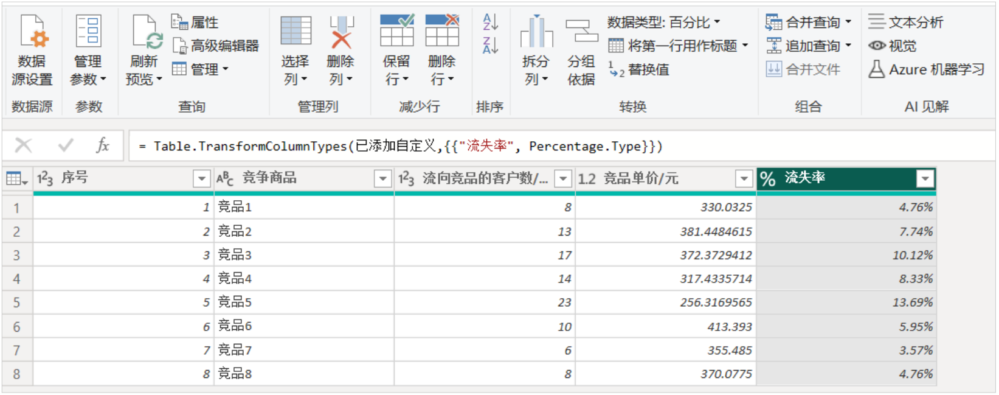 数据
源设置
数据源
管理
参数
参数
刷新
预览
属性
高级编辑器
管理
查询
选择
列
删除
列
管理列
保留
行
删除
行
减少行
A
Z
Z
A
排序
拆分
列
分组
依据
数据类型: 百分比
将第一行用作标题
1
2 替换值
转换
合并查询
追加查询
合并文件
组合
文本分析
视觉
Azure 机器学习
AI 见解
fx = Table.TransformColumnTypes(已添加自定义,{{"流失率", Percentage.Type}})
123 序号 ABC 竞争商品 123 流向竞品的客户数/... 1.2 竞品单价/元 % 流失率
1 1 竞品1 8 330.0325 4.76%
2 2 竞品2 13 381.4484615 7.74%
3 3 竞品3 17 372.3729412 10.12%
4 4 竞品4 14 317.4335714 8.33%
5 5 竞品5 23 256.3169565 13.69%
6 6 竞品6 10 413.393 5.95%
7 7 竞品7 6 355.485 3.57%
8 8 竞品8 8 370.0775 4.76%